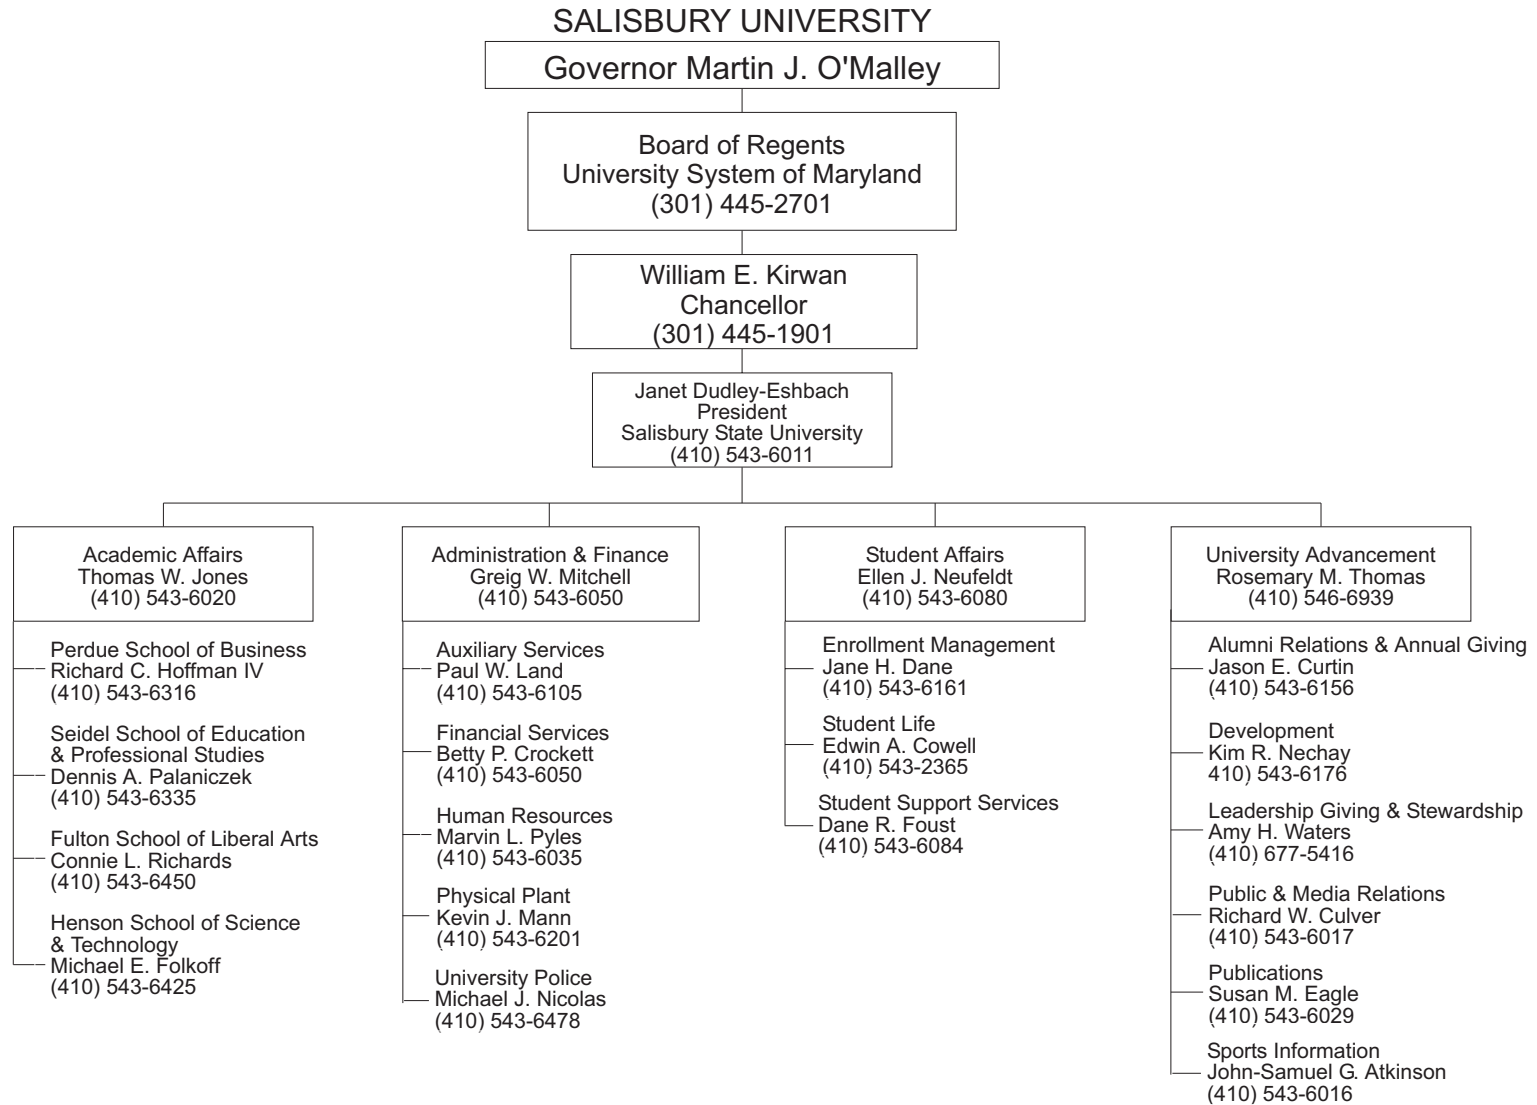 SALISBURY UNIVERSITY
Governor Martin J. O'Malley
Board of Regents
University System of Maryland
(301) 445-2701
William E. Kirwan
Chancellor
(301) 445-1901
Janet Dudley-Eshbach
President
Salisbury State University
(410) 543-6011
Academic Affairs
Thomas W. Jones
(410) 543-6020
Perdue School of Business
Richard C. Hoffman IV
(410) 543-6316
Seidel School of Education
& Professional Studies
Dennis A. Palaniczek
(410) 543-6335
Fulton School of Liberal Arts
Connie L. Richards
(410) 543-6450
Henson School of Science
& Technology
Michael E. Folkoff
(410) 543-6425
Administration & Finance
Greig W. Mitchell
(410) 543-6050
Auxiliary Services
Paul W. Land
(410) 543-6105
Financial Services
Betty P. Crockett
(410) 543-6050
Human Resources
Marvin L. Pyles
(410) 543-6035
Physical Plant
Kevin J. Mann
(410) 543-6201
University Police
Michael J. Nicolas
(410) 543-6478
Student Affairs
Ellen J. Neufeldt
(410) 543-6080
Enrollment Management
Jane H. Dane
(410) 543-6161
Student Life
Edwin A. Cowell
(410) 543-2365
Student Support Services
Dane R. Foust
(410) 543-6084
University Advancement
Rosemary M. Thomas
(410) 546-6939
Alumni Relations & Annual Giving
Jason E. Curtin
(410) 543-6156
Development
Kim R. Nechay
410) 543-6176
Leadership Giving & Stewardship
Amy H. Waters
(410) 677-5416
Public & Media Relations
Richard W. Culver
(410) 543-6017
Publications
Susan M. Eagle
(410) 543-6029
Sports Information
John-Samuel G. Atkinson
(410) 543-6016